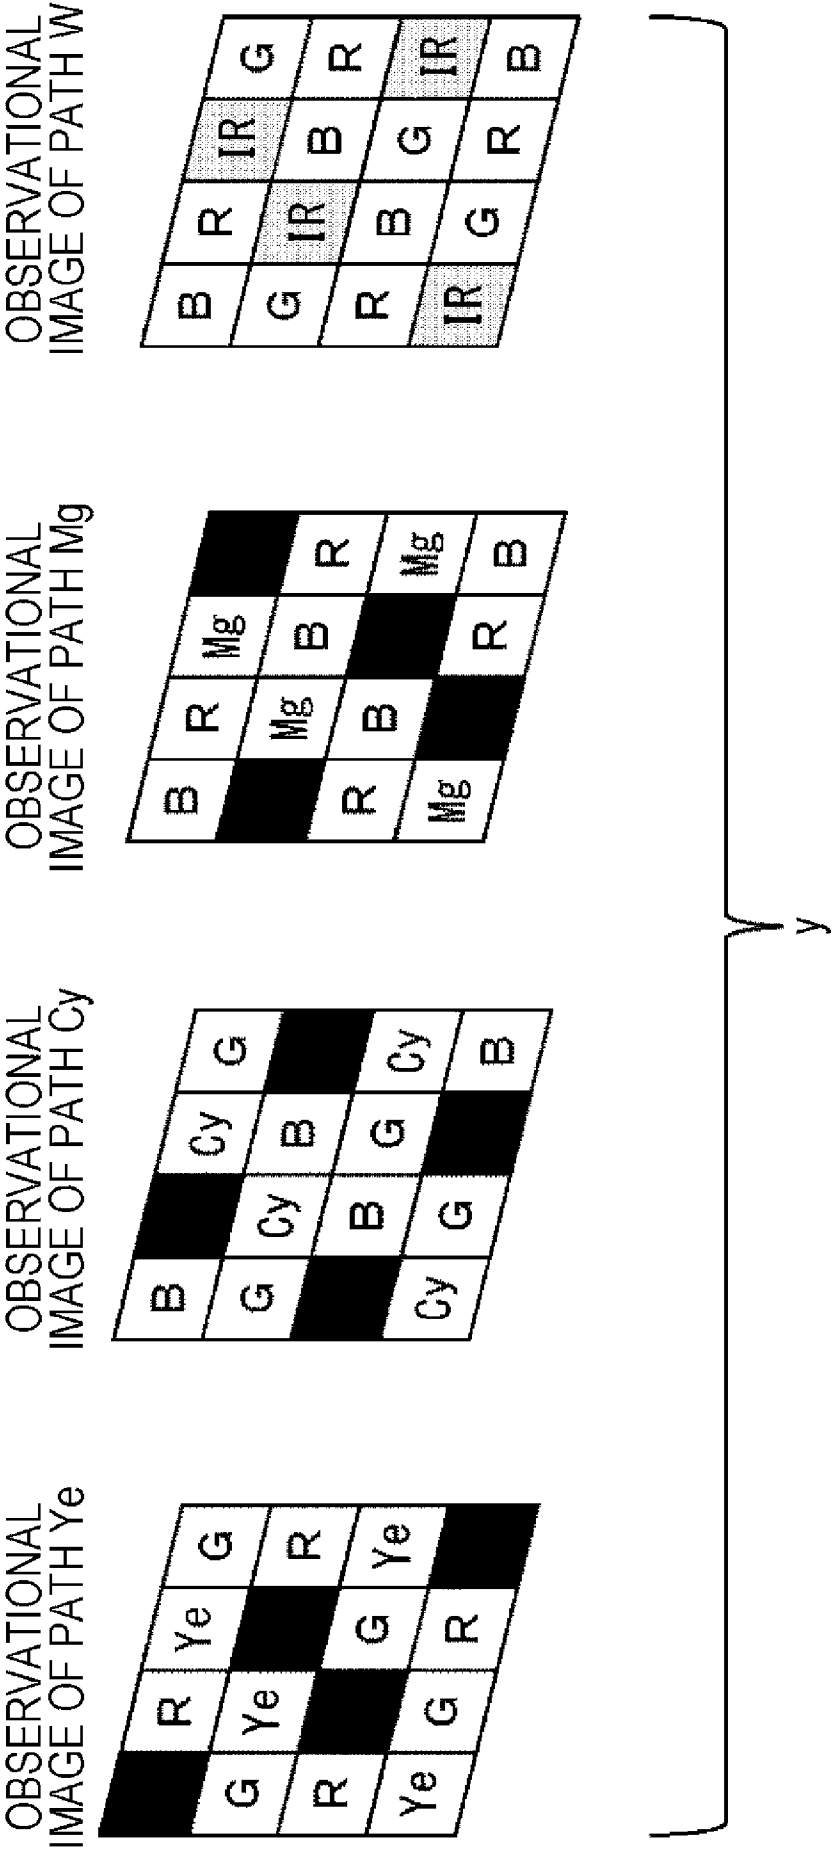 OBSERVATIONAL
IMAGE OF PATH Ye
R Ye G
G Ye R
R G Ye
Ye G R
OBSERVATIONAL
IMAGE OF PATH Cy
B Cy G
G Cy B
B G Cy
Cy G B
OBSERVATIONAL
IMAGE OF PATH Mg
B R Mg
Mg B R
R B Mg
Mg R B
OBSERVATIONAL
IMAGE OF PATH W
B R IR G
G IR B R
R B G IR
IR G R B
y